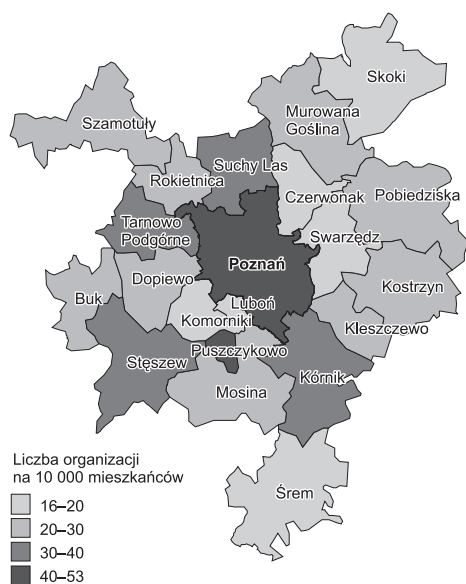 Skoki
Murowana
Goślina
Szamotuły
Suchy Las
Rokietnica
Czerwonak
Pobiedziska
Tarnowo
Podgórne
Swarzędz
Poznań
Dopiewo
Kostrzyn
Buk
Luboń
Komorniki
Kleszczewo
Puszczykowo
Stęszew
Kórnik
Mosina
Śrem
Liczba organizacji
na 10 000 mieszkańców
16–20
20–30
30–40
40–53